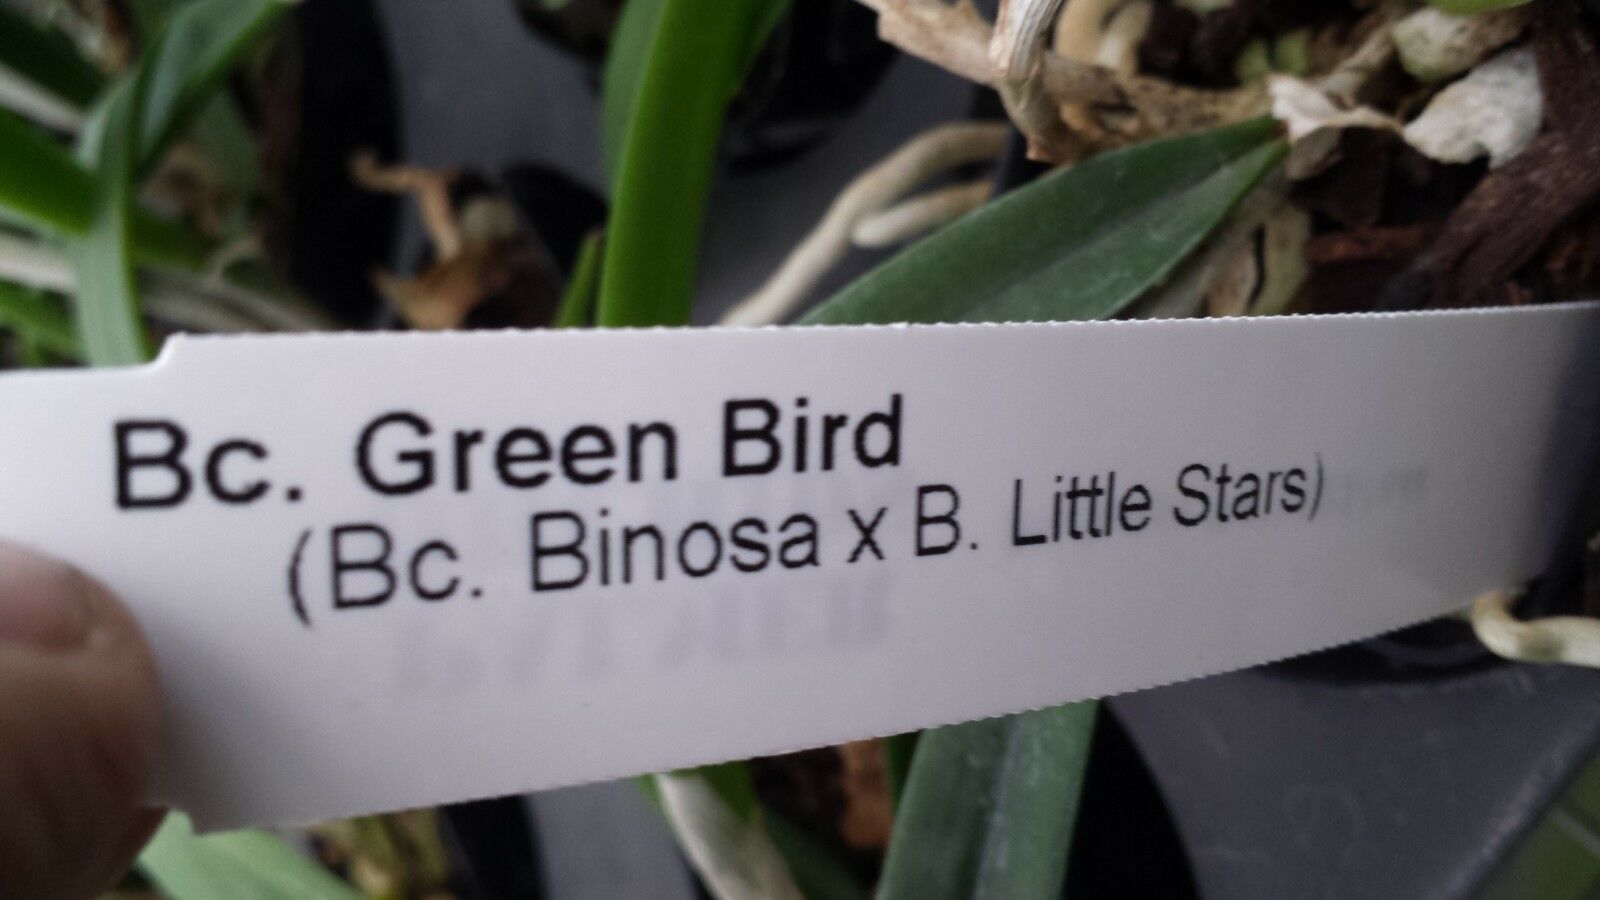 Bc. Green Bird
(Bc. Binosa x B. Little Stars)